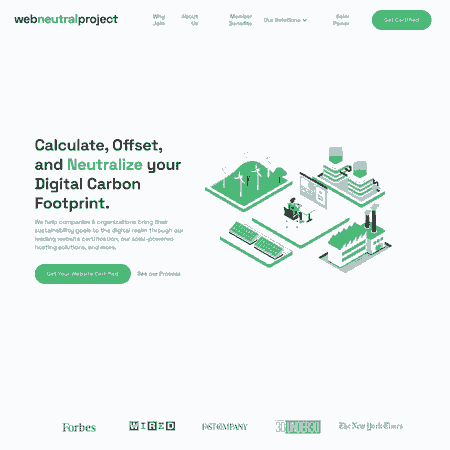 webneutralproject
Why Join
About Us
Member Benefits
Our Solutions
Solar Power
Get Certified
Calculate, Offset,
and Neutralize your
Digital Carbon
Footprint.
We help companies & organizations bring their
sustainability goals to the digital realm through our
leading website certification, our solar-powered
hosting solutions, and more.
Get Your Website Certified
See our Process
Forbes
WIRED
FAST COMPANY
30 UNDER 30
The New York Times